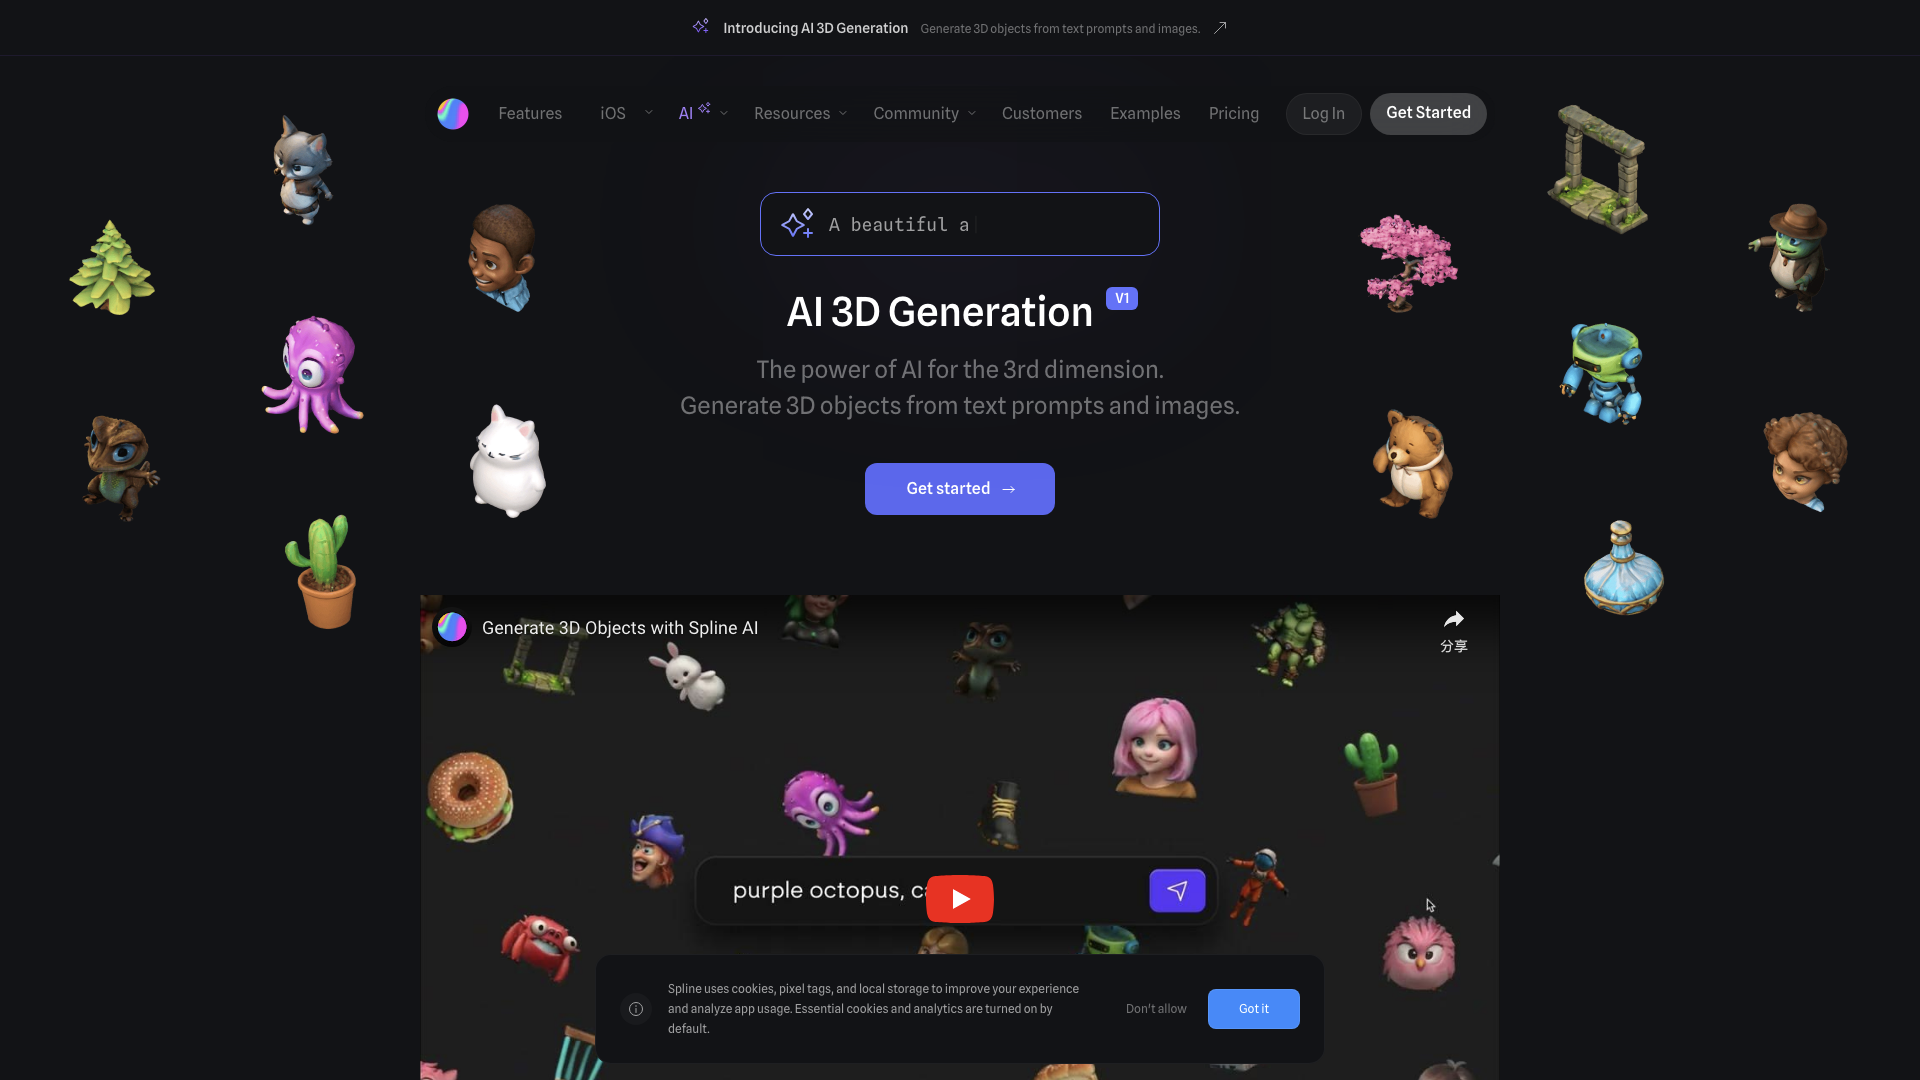 Introducing AI 3D Generation Generate 3D objects from text prompts and images.
Features iOS AI Resources Community Customers Examples Pricing Log In Get Started
A beautiful a
AI 3D Generation V1
The power of AI for the 3rd dimension.
Generate 3D objects from text prompts and images.
Get started →
Generate 3D Objects with Spline AI
分享
purple octopus, ca
Spline uses cookies, pixel tags, and local storage to improve your experience
and analyze app usage. Essential cookies and analytics are turned on by
default.
Don't allow Got it